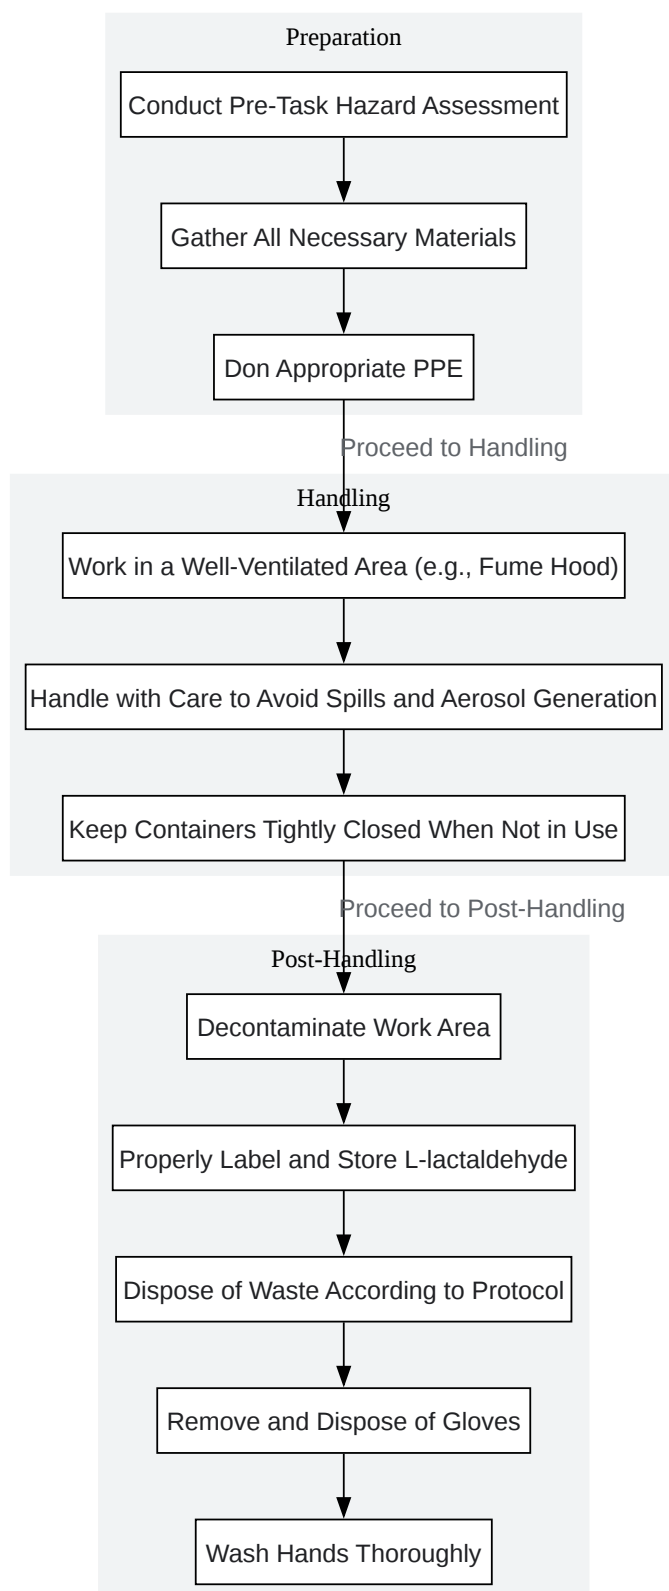 Preparation
Conduct Pre-Task Hazard Assessment
Gather All Necessary Materials
Don Appropriate PPE
Proceed to Handling
Handling
Work in a Well-Ventilated Area (e.g., Fume Hood)
Handle with Care to Avoid Spills and Aerosol Generation
Keep Containers Tightly Closed When Not in Use
Proceed to Post-Handling
Post-Handling
Decontaminate Work Area
Properly Label and Store L-lactaldehyde
Dispose of Waste According to Protocol
Remove and Dispose of Gloves
Wash Hands Thoroughly